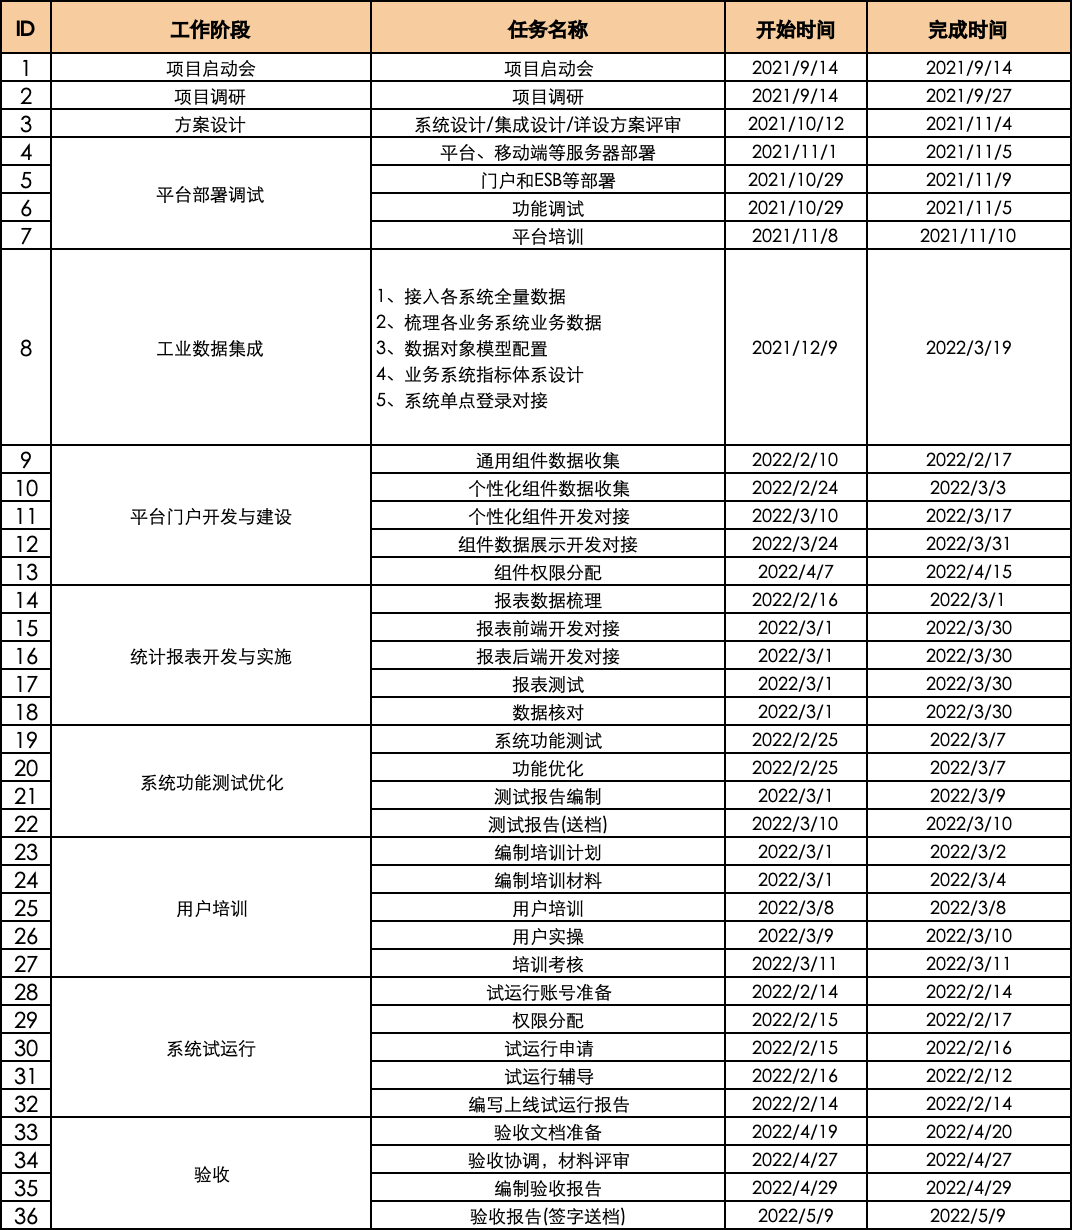 ID 工作阶段 任务名称 开始时间 完成时间
1 项目启动会 项目启动会 2021/9/14 2021/9/14
2 项目调研 项目调研 2021/9/14 2021/9/27
3 方案设计 系统设计/集成设计/详设方案评审 2021/10/12 2021/11/4
4 平台部署调试 平台、移动端等服务器部署 2021/11/1 2021/11/5
5 门户和ESB等部署 2021/10/29 2021/11/9
6 功能调试 2021/10/29 2021/11/5
7 平台培训 2021/11/8 2021/11/10
8 工业数据集成
1、接入各系统全量数据
2、梳理各业务系统业务数据
3、数据对象模型配置
4、业务系统指标体系设计
5、系统单点登录对接
2021/12/9 2022/3/19
9 平台门户开发与建设 通用组件数据收集 2022/2/10 2022/2/17
10 个性化组件数据收集 2022/2/24 2022/3/3
11 个性化组件开发对接 2022/3/10 2022/3/17
12 组件数据展示开发对接 2022/3/24 2022/3/31
13 组件权限分配 2022/4/7 2022/4/15
14 统计报表开发与实施 报表数据梳理 2022/2/16 2022/3/1
15 报表前端开发对接 2022/3/1 2022/3/30
16 报表后端开发对接 2022/3/1 2022/3/30
17 报表测试 2022/3/1 2022/3/30
18 数据核对 2022/3/1 2022/3/30
19 系统功能测试优化 系统功能测试 2022/2/25 2022/3/7
20 功能优化 2022/2/25 2022/3/7
21 测试报告编制 2022/3/1 2022/3/9
22 测试报告(送档) 2022/3/10 2022/3/10
23 用户培训 编制培训计划 2022/3/1 2022/3/2
24 编制培训材料 2022/3/1 2022/3/4
25 用户培训 2022/3/8 2022/3/8
26 用户实操 2022/3/9 2022/3/10
27 培训考核 2022/3/11 2022/3/11
28 系统试运行 试运行账号准备 2022/2/14 2022/2/14
29 权限分配 2022/2/15 2022/2/17
30 试运行申请 2022/2/15 2022/2/16
31 试运行辅导 2022/2/16 2022/2/12
32 编写上线试运行报告 2022/2/14 2022/2/14
33 验收 验收文档准备 2022/4/19 2022/4/20
34 验收协调，材料评审 2022/4/27 2022/4/27
35 编制验收报告 2022/4/29 2022/4/29
36 验收报告(签字送档) 2022/5/9 2022/5/9